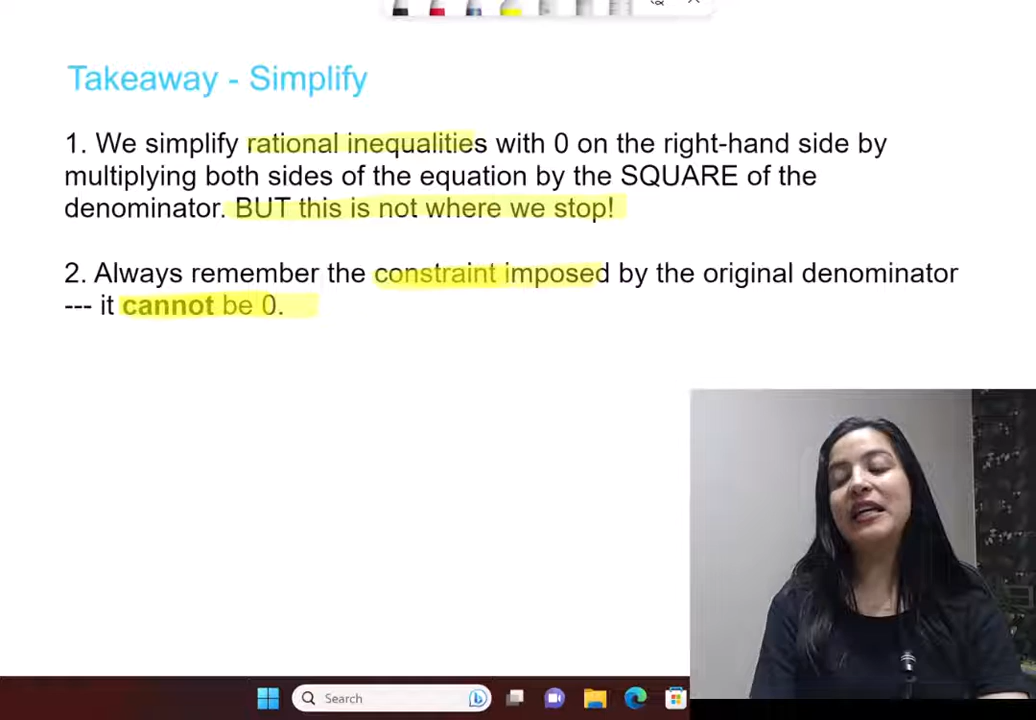 Takeaway - Simplify
1. We simplify rational inequalities with 0 on the right-hand side by
multiplying both sides of the equation by the SQUARE of the
denominator. BUT this is not where we stop!
2. Always remember the constraint imposed by the original denominator
--- it cannot be 0.
Search